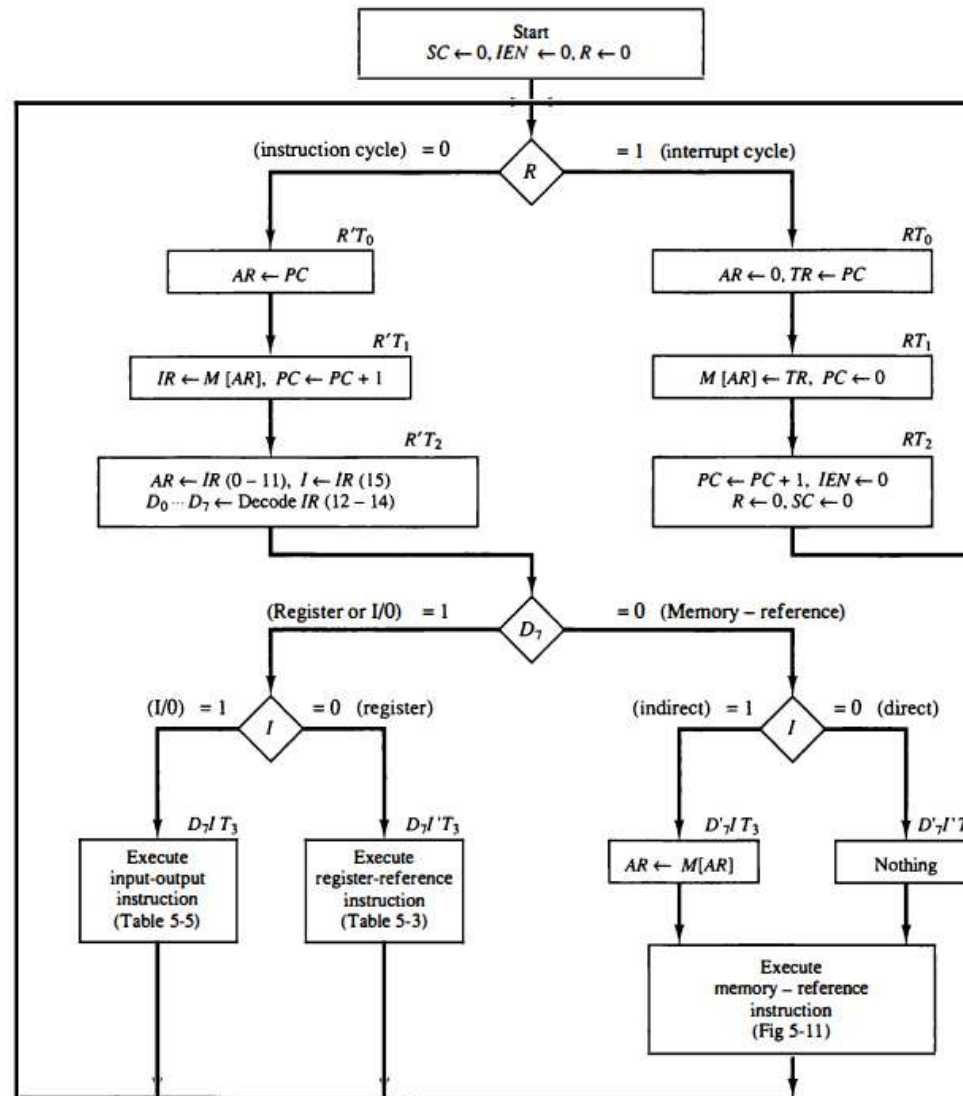 Start
SC ← 0, IEN ← 0, R ← 0
(instruction cycle) = 0
= 1 (interrupt cycle)
R
R'T₀
AR ← PC
RT₀
AR ← 0, TR ← PC
R'T₁
IR ← M [AR], PC ← PC + 1
RT₁
M [AR] ← TR, PC ← 0
R'T₂
AR ← IR (0 – 11), I ← IR (15)
D₀ ··· D₇ ← Decode IR (12 – 14)
RT₂
PC ← PC + 1, IEN ← 0
R ← 0, SC ← 0
(Register or I/0) = 1
= 0 (Memory – reference)
D₇
(I/0) = 1
= 0 (register)
I
(indirect) = 1
= 0 (direct)
I
D₇I T₃
Execute
input-output
instruction
(Table 5-5)
D₇I'T₃
Execute
register-reference
instruction
(Table 5-3)
D'₇I T₃
AR ← M[AR]
D'₇I' T
Nothing
Execute
memory – reference
instruction
(Fig 5-11)